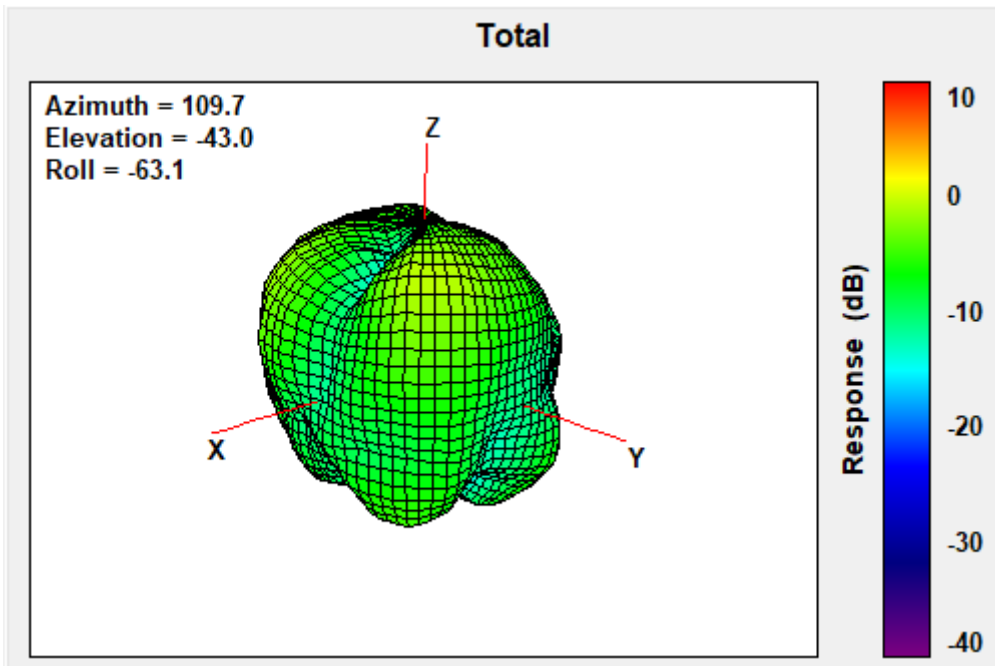 Total
Azimuth = 109.7
Elevation = -43.0
Roll = -63.1
Z
X
Y
10
0
-10
-20
-30
-40
Response (dB)